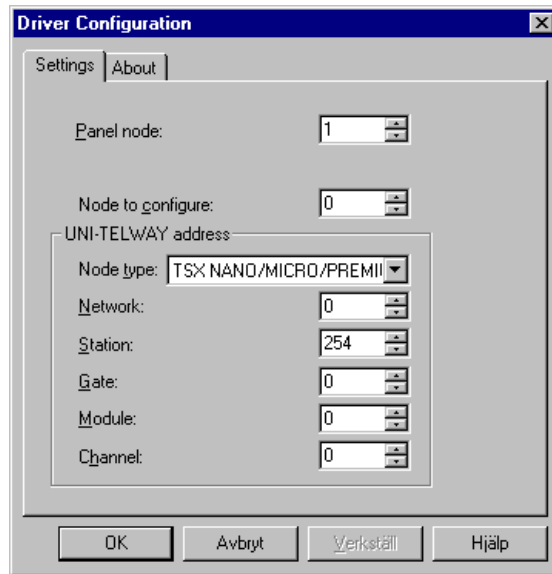 Driver Configuration
Settings About
Panel node: 1
Node to configure: 0
UNI-TELWAY address
Node type: TSX NANO/MICRO/PREMII
Network: 0
Station: 254
Gate: 0
Module: 0
Channel: 0
OK Avbryt Verkställ Hjälp